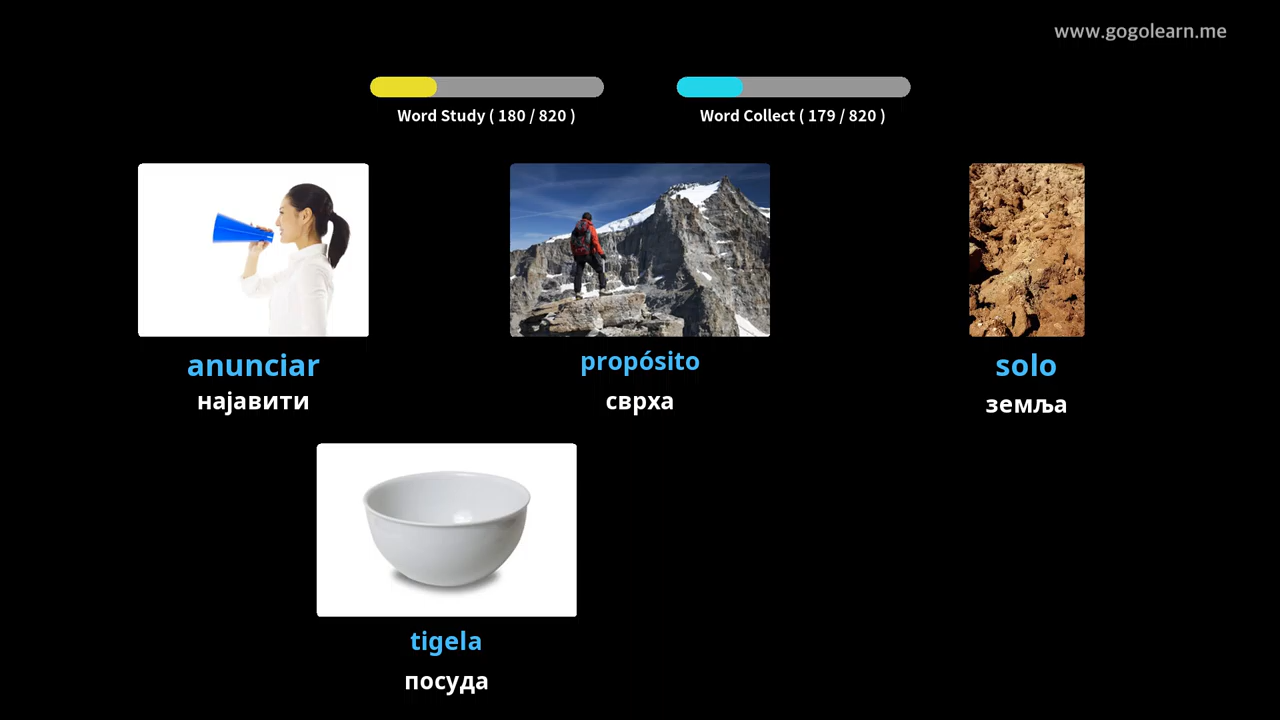 www.gogolearn.me
Word Study ( 180 / 820 )
Word Collect ( 179 / 820 )
anunciar
најавити
propósito
сврха
solo
земља
tigela
посуда